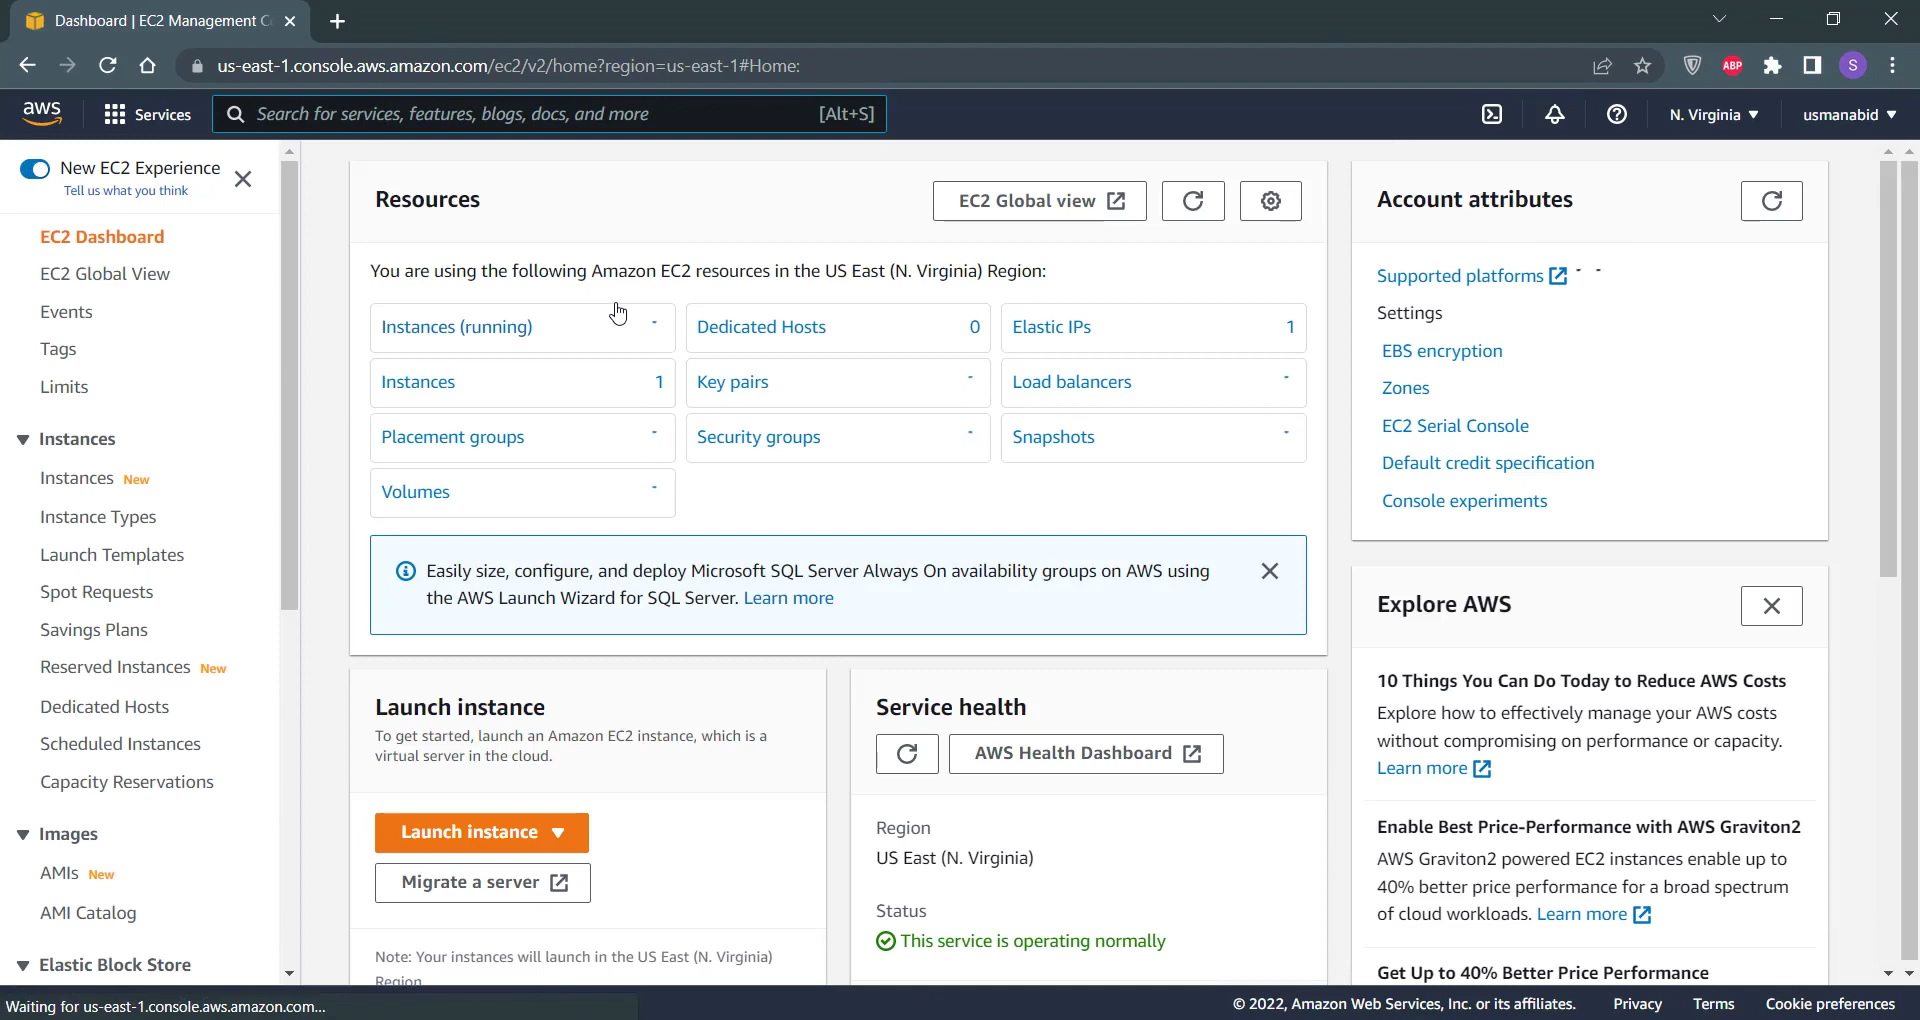 Dashboard | EC2 Management C
us-east-1.console.aws.amazon.com/ec2/v2/home?region=us-east-1#Home:
ABP
S
aws
Services
Search for services, features, blogs, docs, and more
[Alt+S]
N. Virginia
usmanabid
New EC2 Experience
Tell us what you think
EC2 Dashboard
EC2 Global View
Events
Tags
Limits
Instances
Instances New
Instance Types
Launch Templates
Spot Requests
Savings Plans
Reserved Instances New
Dedicated Hosts
Scheduled Instances
Capacity Reservations
Images
AMIs New
AMI Catalog
Elastic Block Store
Resources
EC2 Global view
You are using the following Amazon EC2 resources in the US East (N. Virginia) Region:
Instances (running) -
Dedicated Hosts 0
Elastic IPs 1
Instances 1
Key pairs -
Load balancers -
Placement groups -
Security groups -
Snapshots -
Volumes -
Easily size, configure, and deploy Microsoft SQL Server Always On availability groups on AWS using
the AWS Launch Wizard for SQL Server. Learn more
Launch instance
To get started, launch an Amazon EC2 instance, which is a
virtual server in the cloud.
Launch instance
Migrate a server
Note: Your instances will launch in the US East (N. Virginia)
Region
Service health
AWS Health Dashboard
Region
US East (N. Virginia)
Status
This service is operating normally
Account attributes
Supported platforms - -
Settings
EBS encryption
Zones
EC2 Serial Console
Default credit specification
Console experiments
Explore AWS
10 Things You Can Do Today to Reduce AWS Costs
Explore how to effectively manage your AWS costs
without compromising on performance or capacity.
Learn more
Enable Best Price-Performance with AWS Graviton2
AWS Graviton2 powered EC2 instances enable up to
40% better price performance for a broad spectrum
of cloud workloads. Learn more
Get Up to 40% Better Price Performance
Waiting for us-east-1.console.aws.amazon.com...
© 2022, Amazon Web Services, Inc. or its affiliates.
Privacy
Terms
Cookie preferences